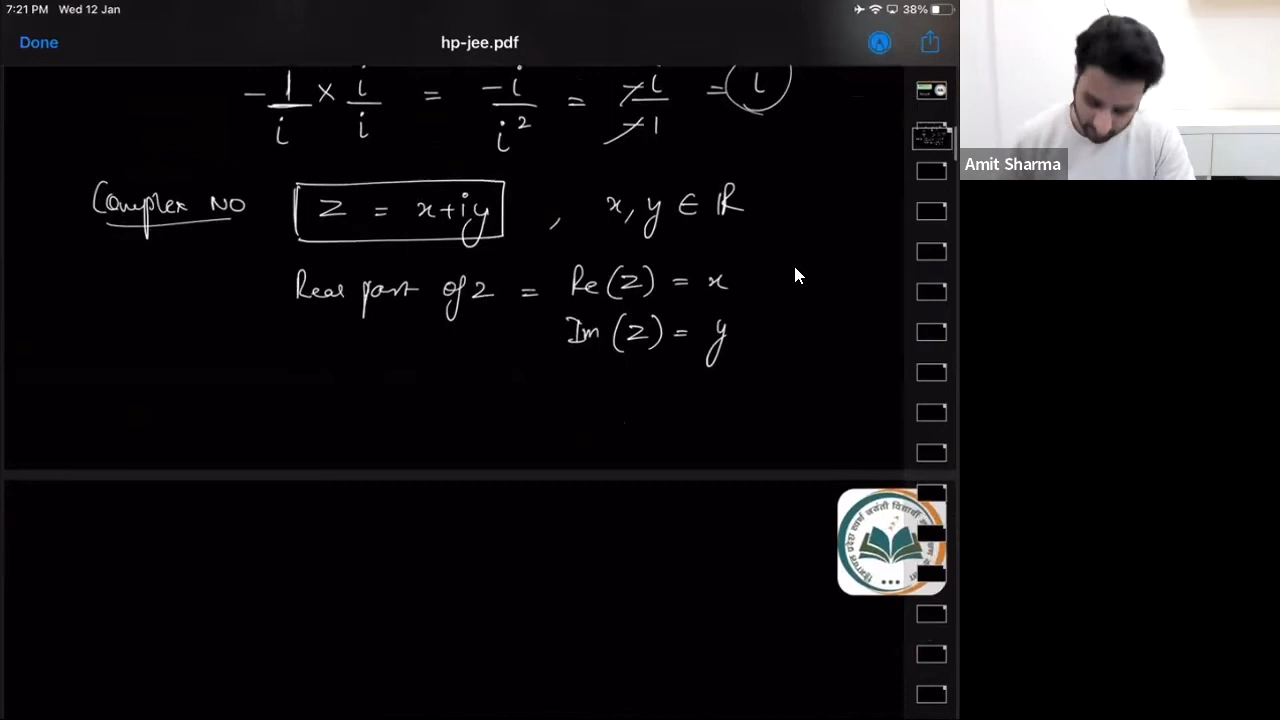 7:21 PM Wed 12 Jan
38%
Done
hp-jee.pdf
-1/i × i/i = -i/i² = -i/-1 = i
Complex NO
Z = x+iy , x, y ∈ ℝ
Real part of Z = Re(Z) = x
Im(Z) = y
Amit Sharma